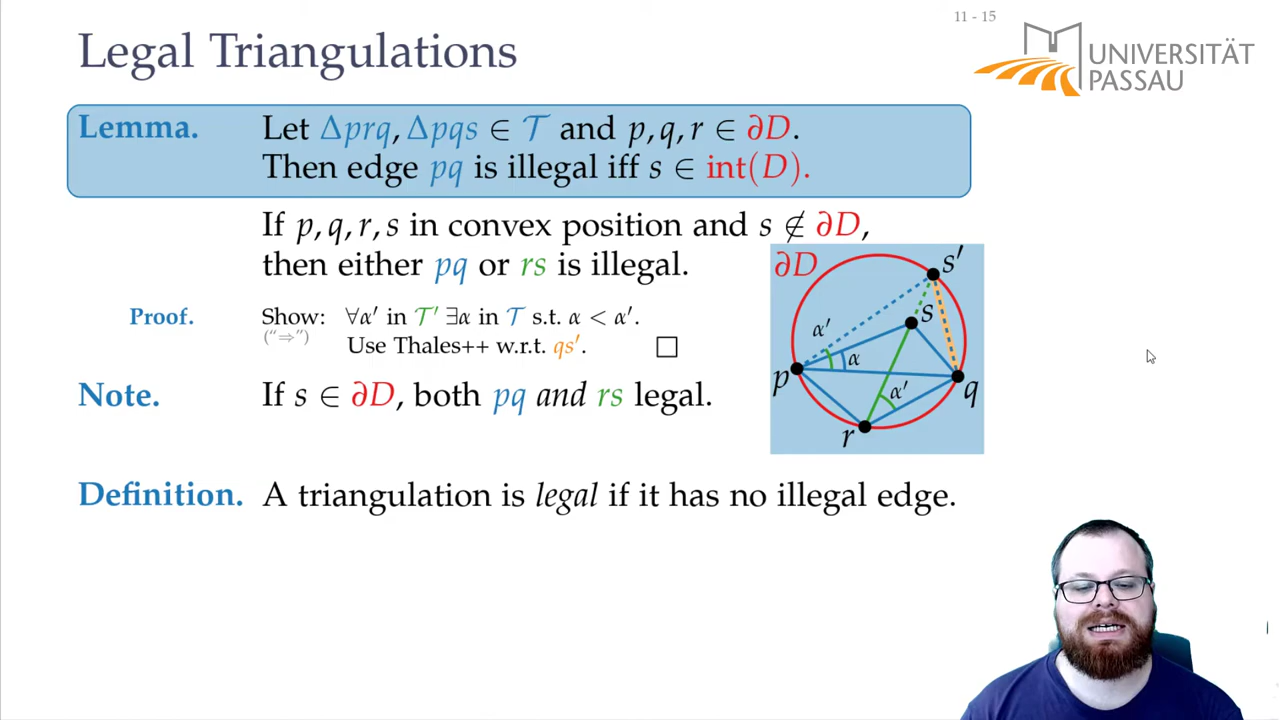 11 - 15
Legal Triangulations
UNIVERSITÄT
PASSAU
Lemma. Let Δprq, Δpqs ∈ 𝒯 and p, q, r ∈ ∂D.
Then edge pq is illegal iff s ∈ int(D).
If p, q, r, s in convex position and s ∉ ∂D,
then either pq or rs is illegal.
Proof. Show: ∀α′ in 𝒯′ ∃α in 𝒯 s.t. α < α′.
("⇒") Use Thales++ w.r.t. qs′. □
Note. If s ∈ ∂D, both pq and rs legal.
Definition. A triangulation is legal if it has no illegal edge.
∂D
s′
s
α′
α
p
α′
q
r